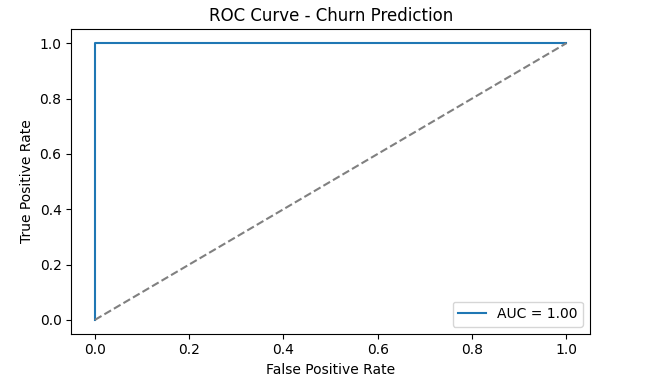 ROC Curve - Churn Prediction
1.0
0.8
0.6
0.4
0.2
0.0
True Positive Rate
AUC = 1.00
0.0 0.2 0.4 0.6 0.8 1.0
False Positive Rate